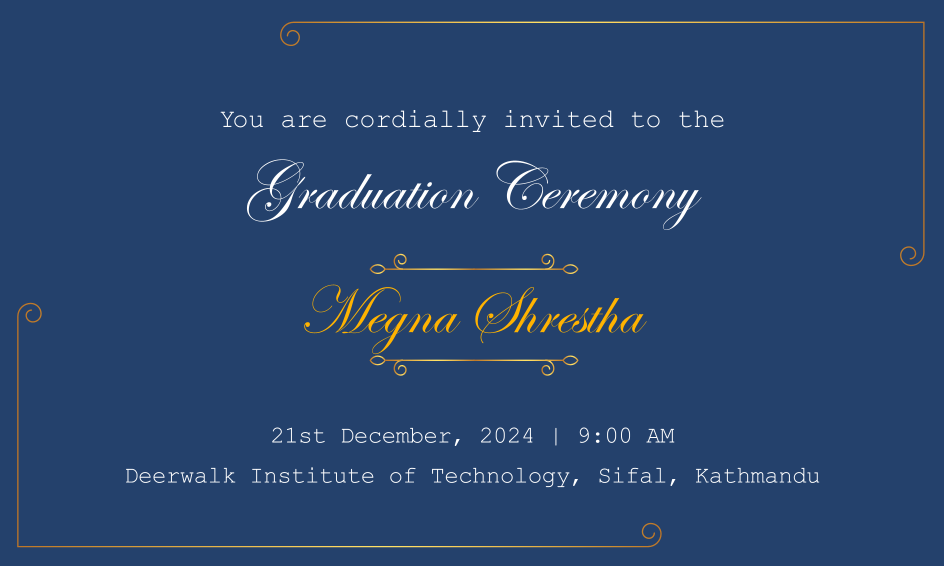 You are cordially invited to the
Graduation Ceremony
Megna Shrestha
21st December, 2024 | 9:00 AM
Deerwalk Institute of Technology, Sifal, Kathmandu